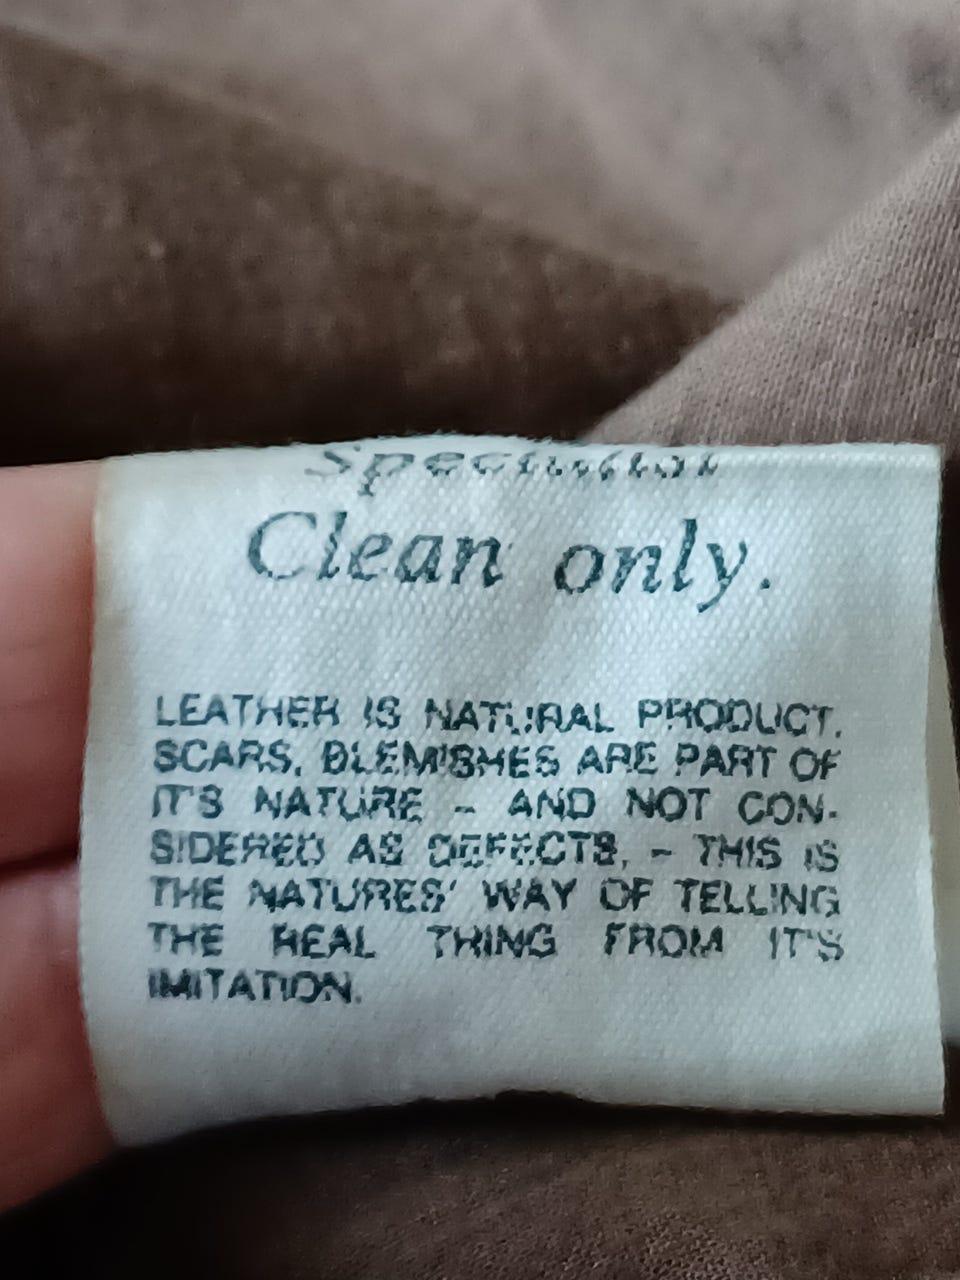 Specialist
Clean only.
LEATHER IS NATURAL PRODUCT.
SCARS, BLEMISHES ARE PART OF
IT'S NATURE - AND NOT CON-
SIDERED AS DEFECTS, - THIS IS
THE NATURES' WAY OF TELLING
THE REAL THING FROM IT'S
IMITATION.